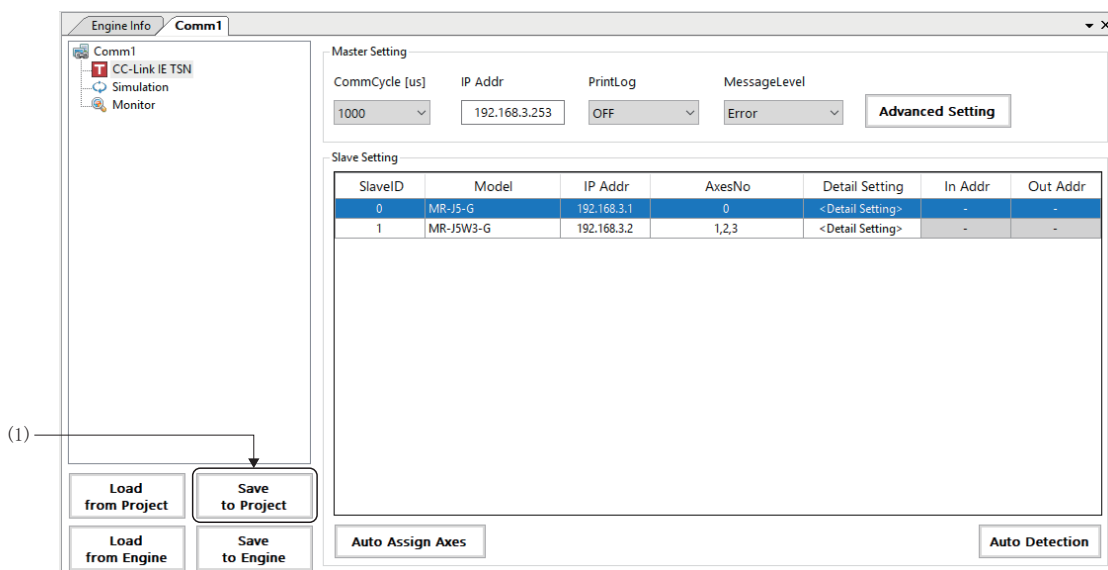 Engine Info
Comm1
Comm1
CC-Link IE TSN
Simulation
Monitor
Master Setting
CommCycle [us] IP Addr PrintLog MessageLevel
1000 192.168.3.253 OFF Error Advanced Setting
Slave Setting
SlaveID Model IP Addr AxesNo Detail Setting In Addr Out Addr
0 MR-J5-G 192.168.3.1 0 <Detail Setting> - -
1 MR-J5W3-G 192.168.3.2 1,2,3 <Detail Setting> - -
(1)
Load
from Project
Save
to Project
Load
from Engine
Save
to Engine
Auto Assign Axes
Auto Detection